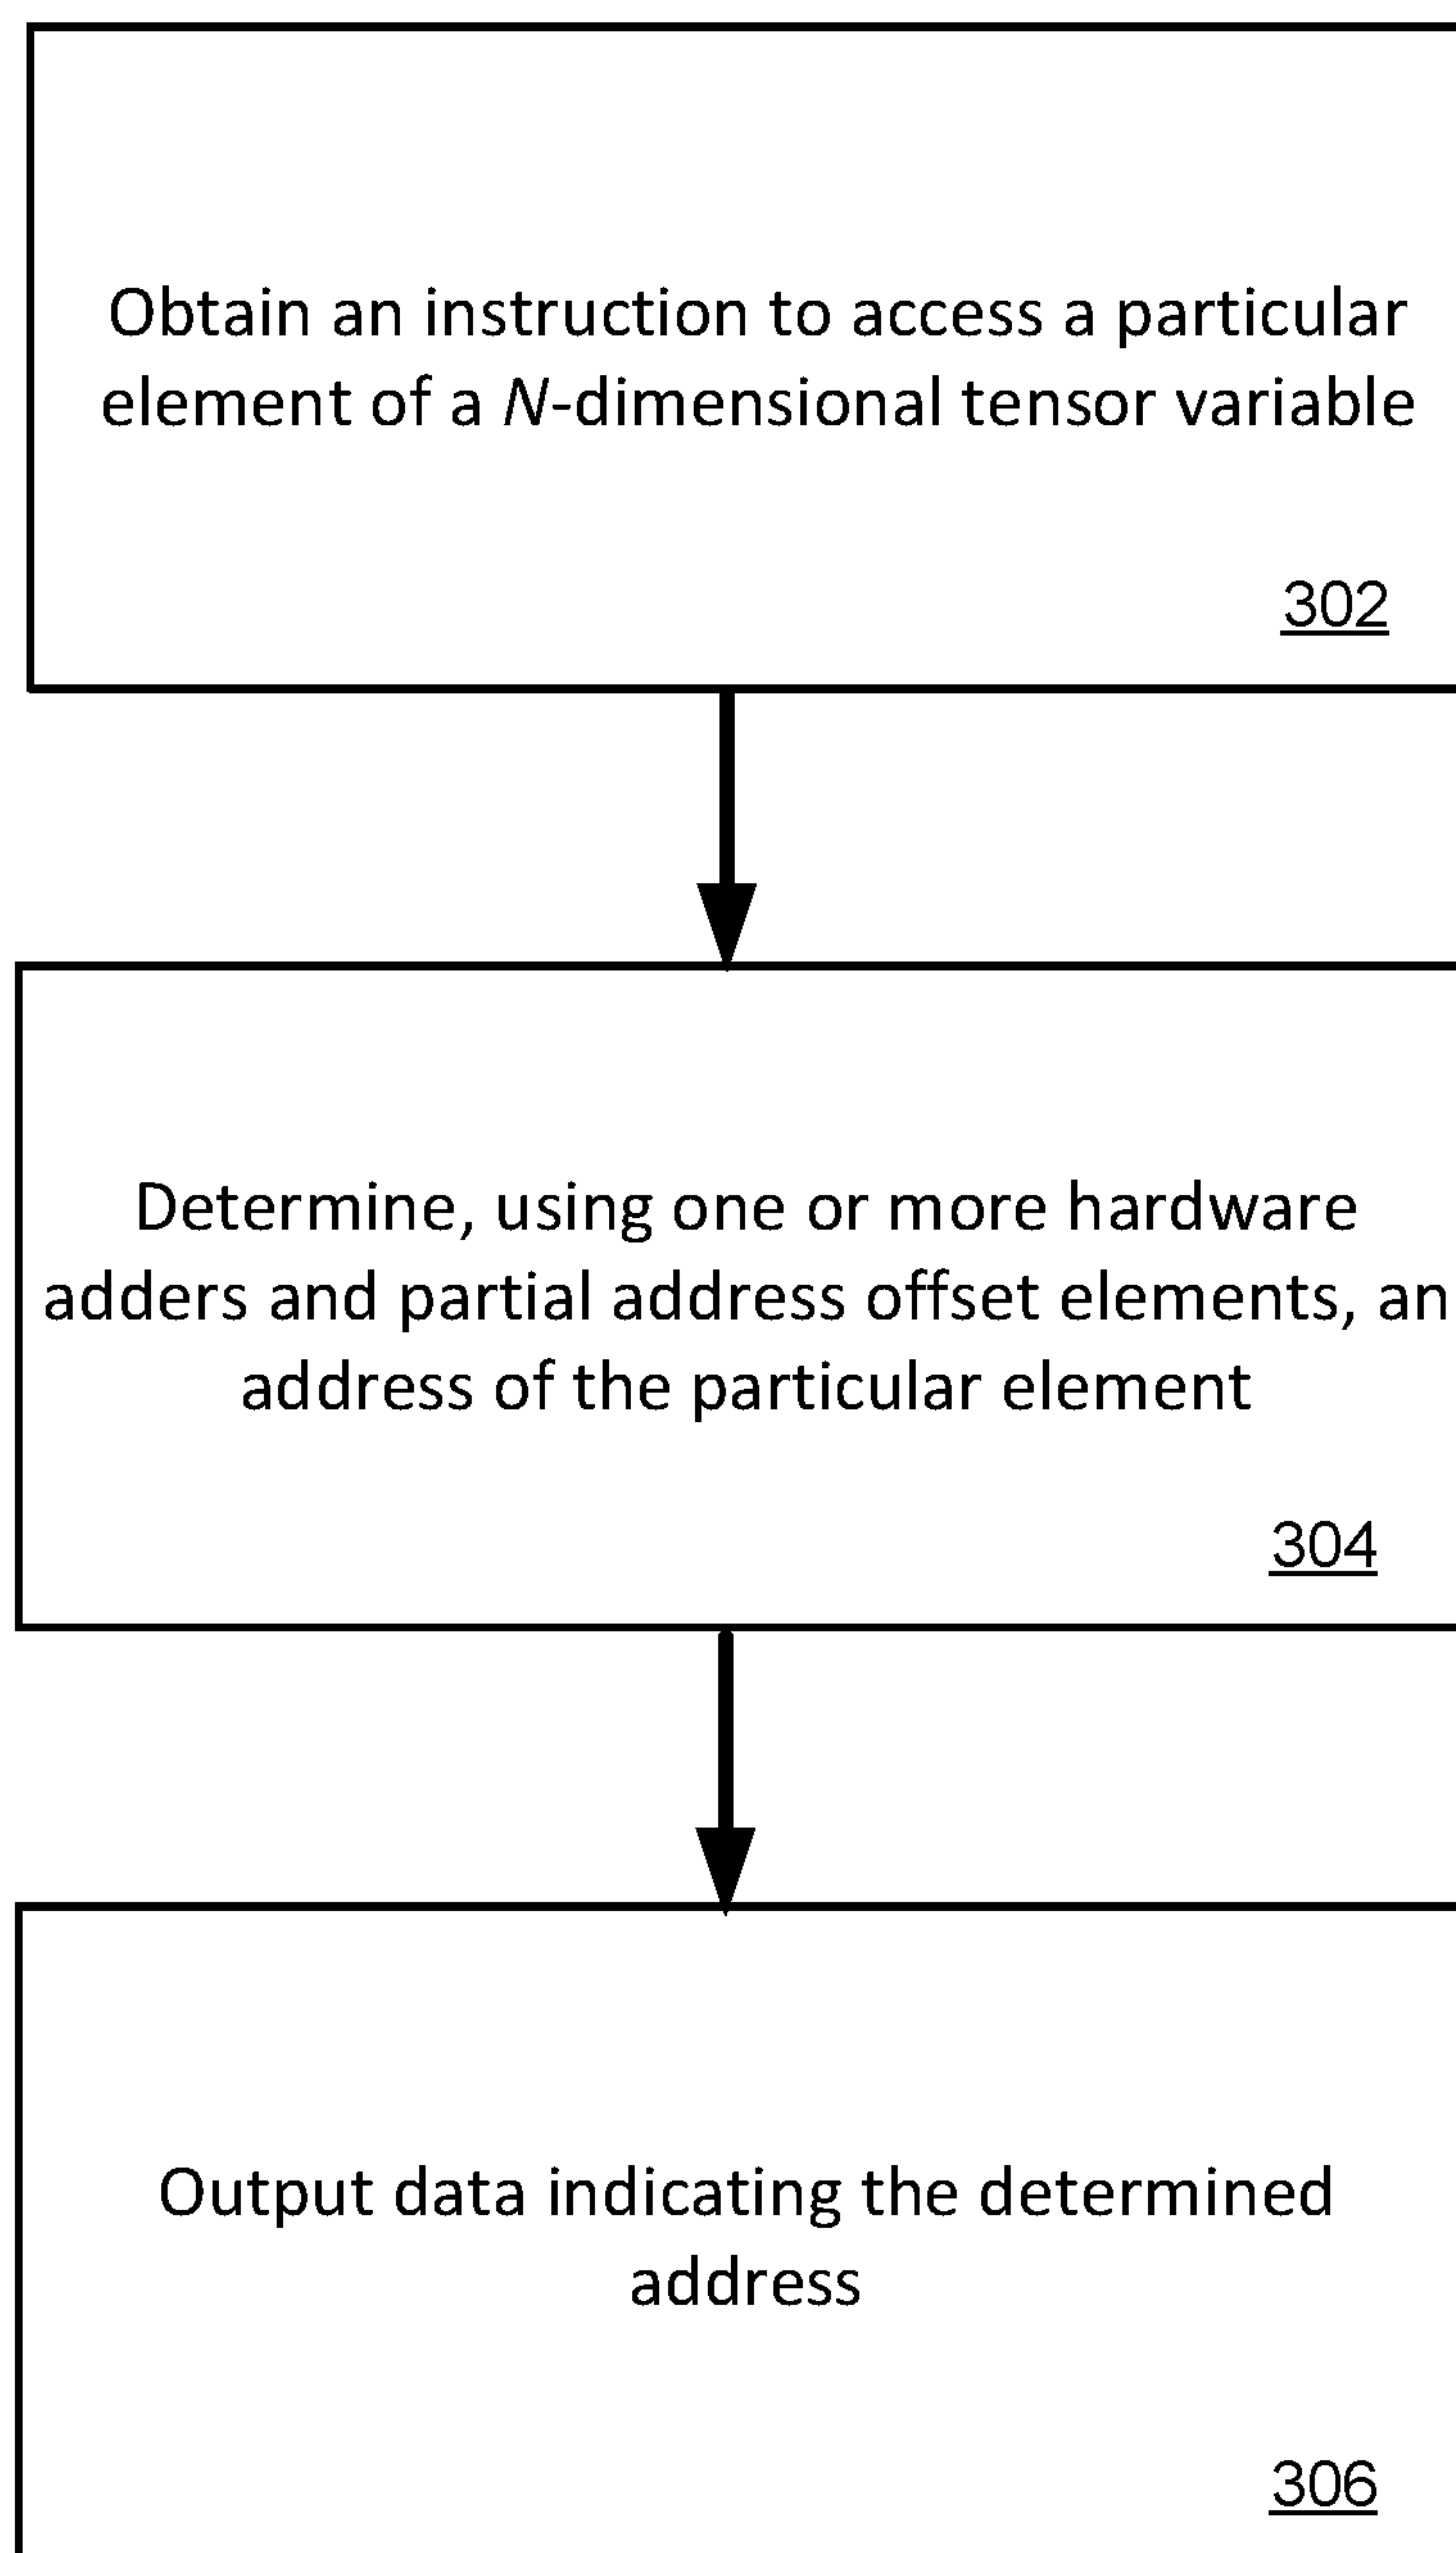 Obtain an instruction to access a particular
element of a N-dimensional tensor variable
302
Determine, using one or more hardware
adders and partial address offset elements, an
address of the particular element
304
Output data indicating the determined
address
306